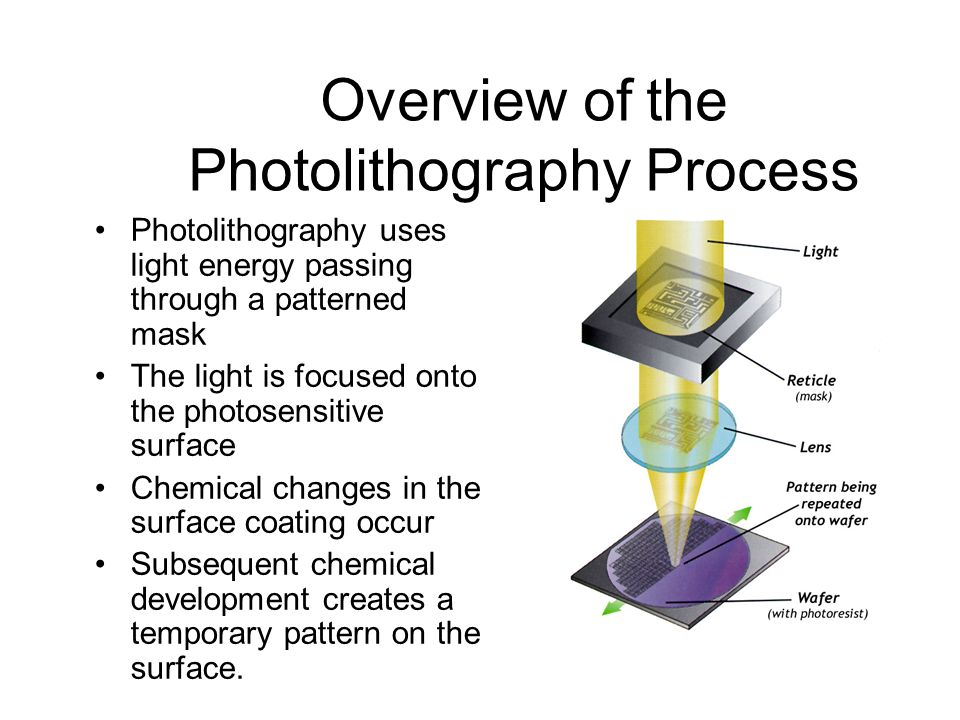 Overview of the
Photolithography Process
• Photolithography uses
light energy passing
through a patterned
mask
• The light is focused onto
the photosensitive
surface
• Chemical changes in the
surface coating occur
• Subsequent chemical
development creates a
temporary pattern on the
surface.
Light
Reticle
(mask)
Lens
Pattern being
repeated
onto wafer
Wafer
(with photoresist)